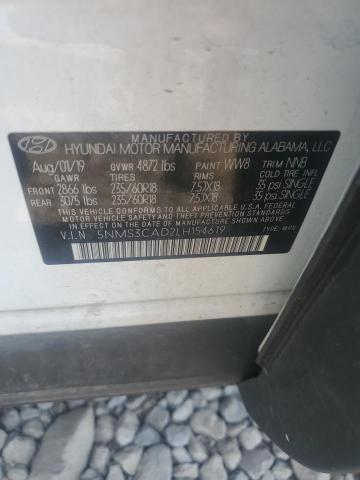 MANUFACTURED BY
HYUNDAI MOTOR MANUFACTURING ALABAMA, LLC
Aug/01/19 GVWR 4872 lbs PAINT WW8 TRIM NNB
GAWR TIRES RIMS
FRONT 2866 lbs 235/60R18 7.5JX18 35 psi.SINGLE
REAR 3075 lbs 235/60R18 7.5JX18 35 psi.SINGLE
THIS VEHICLE CONFORMS TO ALL APPLICABLE U.S.A. FEDERAL
MOTOR VEHICLE SAFETY, BUMPER, AND THEFT PREVENTION STANDARDS
IN EFFECT ON THE DATE OF MANUFACTURE SHOWN ABOVE.
V.I.N 5NMS3CAD2LH154619 TYPE: MPV